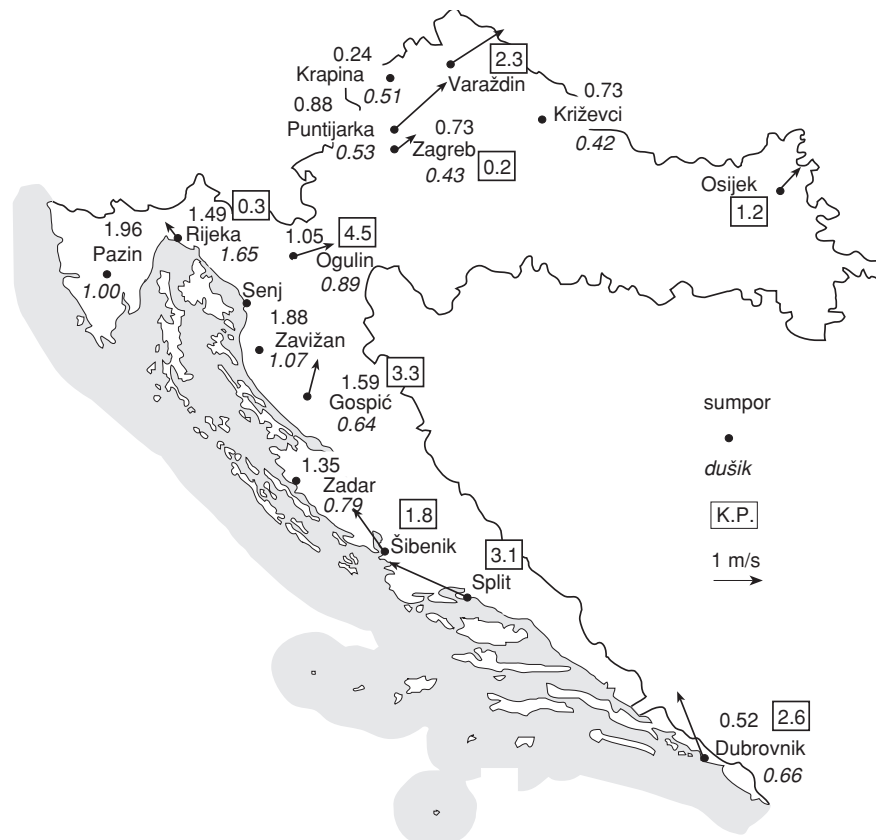 0.24
Krapina
0.51
2.3
Varaždin
0.88
Puntijarka
0.53
0.73
Zagreb
0.43
0.2
0.73
Križevci
0.42
Osijek
1.2
1.96
Pazin
1.00
1.49
0.3
Rijeka
1.65
1.05
4.5
Ogulin
0.89
Senj
1.88
Zavižan
1.07
1.59
3.3
Gospić
0.64
1.35
Zadar
0.79
1.8
Šibenik
3.1
Split
0.52
2.6
Dubrovnik
0.66
sumpor
dušik
K.P.
1 m/s